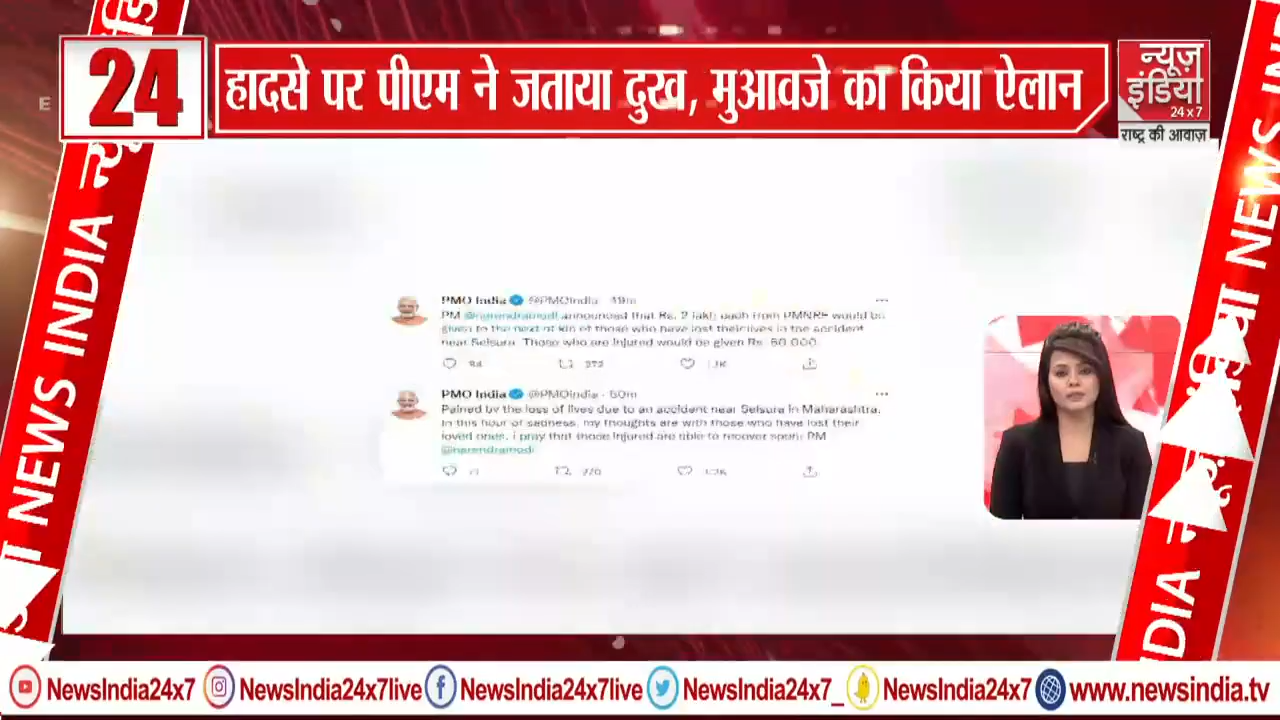 24
हादसे पर पीएम ने जताया दुख, मुआवजे का किया ऐलान
न्यूज़
इंडिया
24x7
राष्ट्र की आवाज़
PMO India @PMOIndia · 49m
PM @narendramodi announced that Rs. 2 lakh each from PMNRF would be
given to the next of kin of those who have lost their lives in the accident
near Selsura. Those who are injured would be given Rs. 50,000.
94 272
PMO India @PMOIndia · 50m
Pained by the loss of lives due to an accident near Selsura in Maharashtra.
In this hour of sadness, my thoughts are with those who have lost their
loved ones. I pray that those injured are able to recover soon: PM
@narendramodi
NEWS INDIA
NEWS
NewsIndia24x7 NewsIndia24x7live NewsIndia24x7live NewsIndia24x7_ NewsIndia24x7 www.newsindia.tv